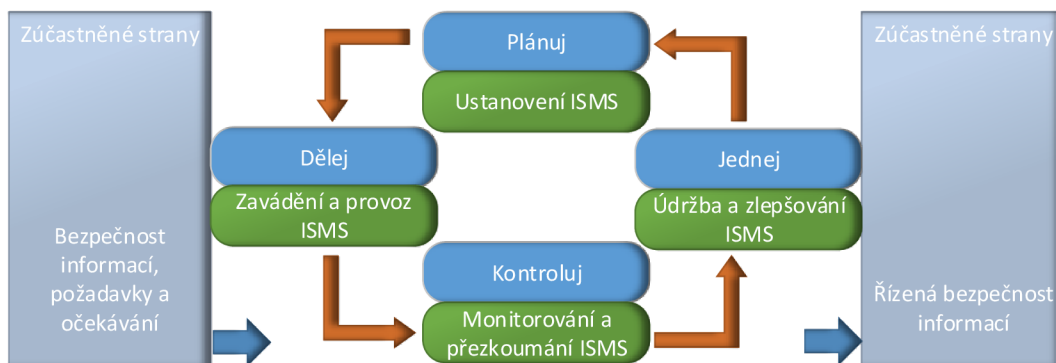 Zúčastněné strany
Bezpečnost
informací,
požadavky a
očekávání
Plánuj
Ustanovení ISMS
Dělej
Zavádění a provoz
ISMS
Kontroluj
Monitorování a
přezkoumání ISMS
Jednej
Údržba a zlepšování
ISMS
Zúčastněné strany
Řízená bezpečnost
informací